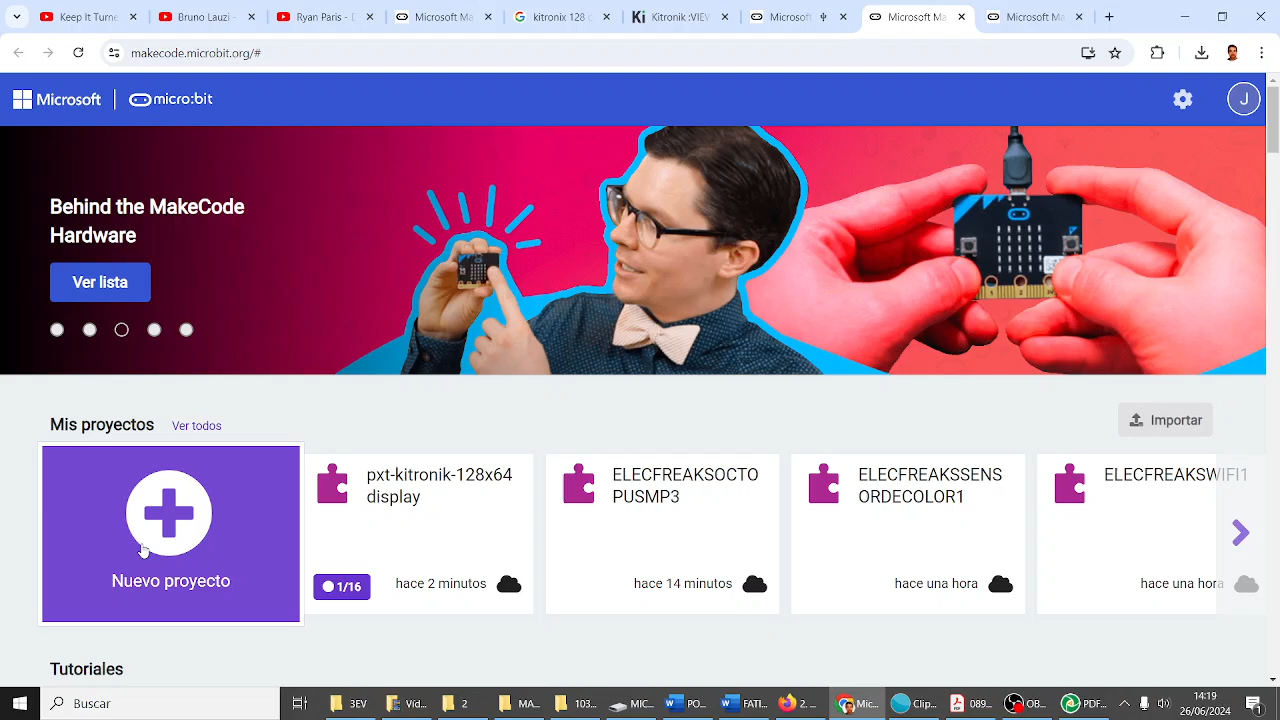 Keep It Turne
Bruno Lauzi -
Ryan Paris - D
Microsoft Me
kitronix 128 c
Kitronik :VIE
Microsoft
Microsoft Ma
Microsoft Ma
makecode.microbit.org/#
Microsoft
micro:bit
J
Behind the MakeCode
Hardware
Ver lista
Mis proyectos
Ver todos
Importar
Nuevo proyecto
pxt-kitronik-128x64
display
1/16
hace 2 minutos
ELECFREAKSOCTO
PUSMP3
hace 14 minutos
ELECFREAKSSENS
ORDECOLOR1
hace una hora
ELECFREAKSWIFI1
hace una hora
Tutoriales
Buscar
3EV
Vid...
2
MA...
103...
MIC...
PO...
FATI...
2...
Mic...
Clip...
089...
OB...
PDF...
14:19
26/06/2024